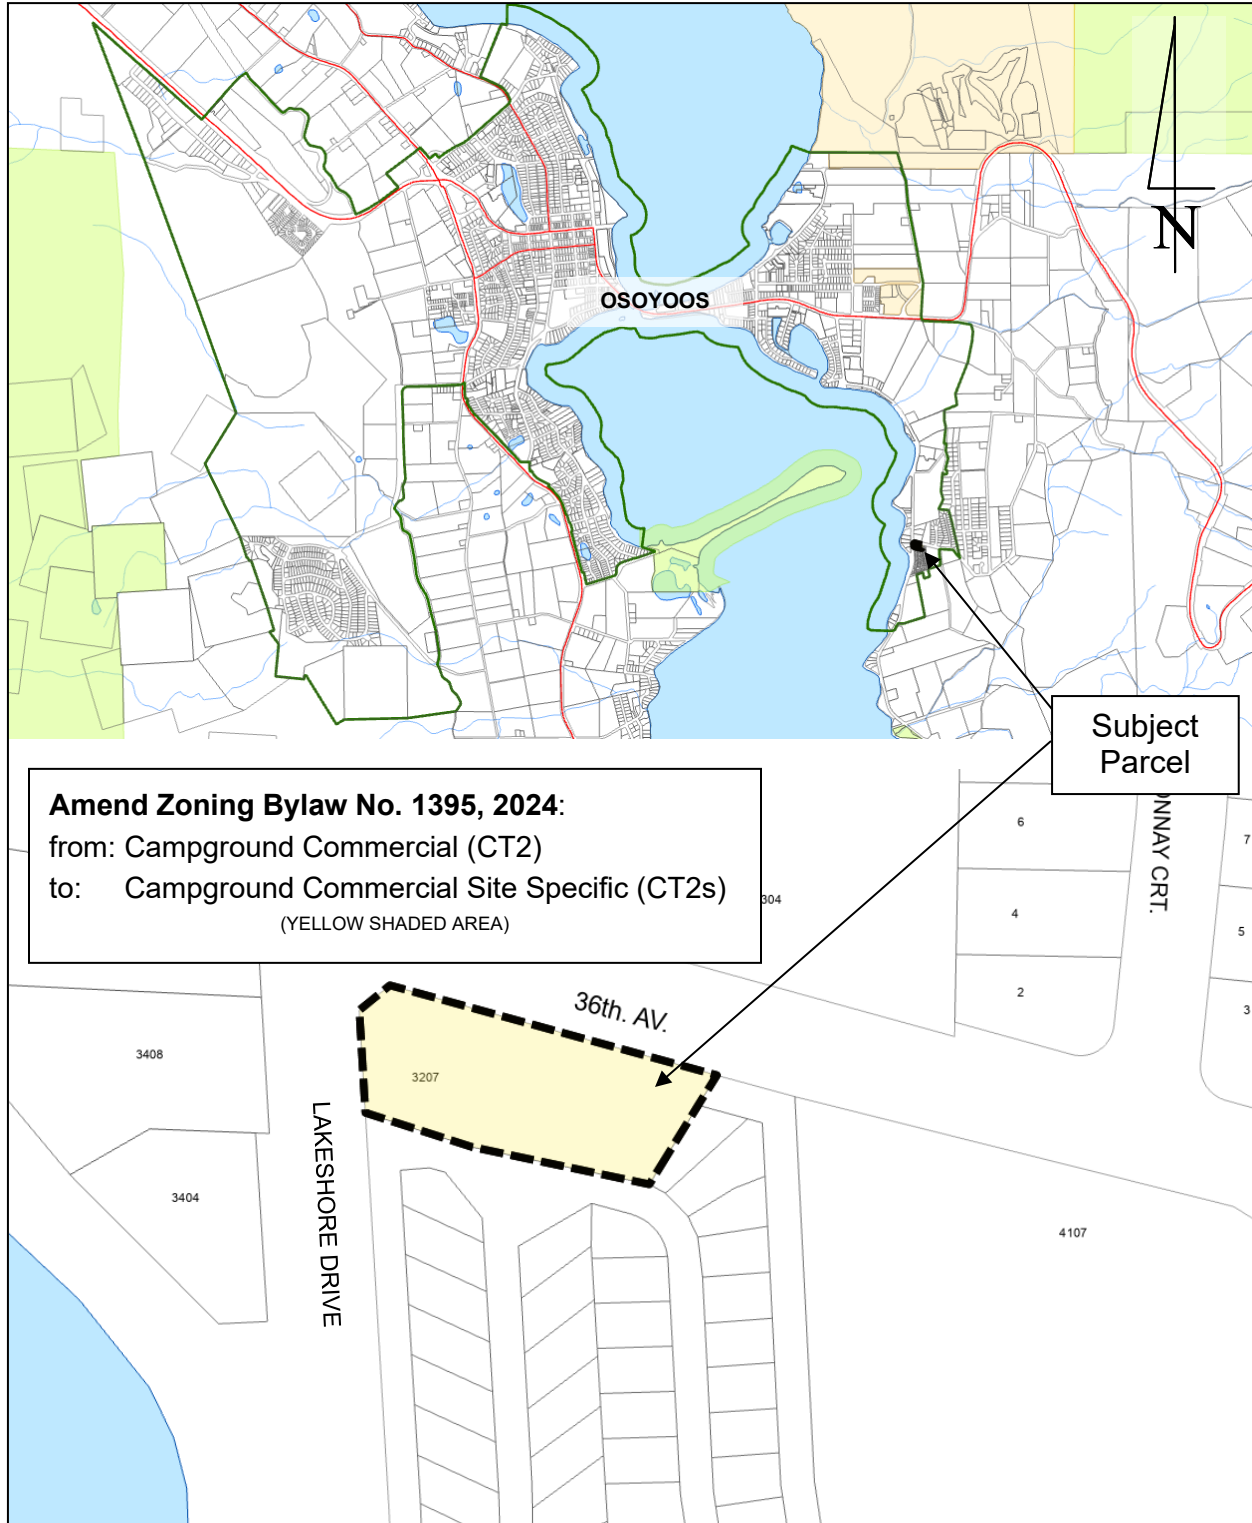 N
OSOYOOS
Subject
Parcel
Amend Zoning Bylaw No. 1395, 2024:
from: Campground Commercial (CT2)
to: Campground Commercial Site Specific (CT2s)
(YELLOW SHADED AREA)
304
6
4
2
ONNAY CRT.
7
5
3
36th. AV.
3408
3207
LAKESHORE DRIVE
3404
4107